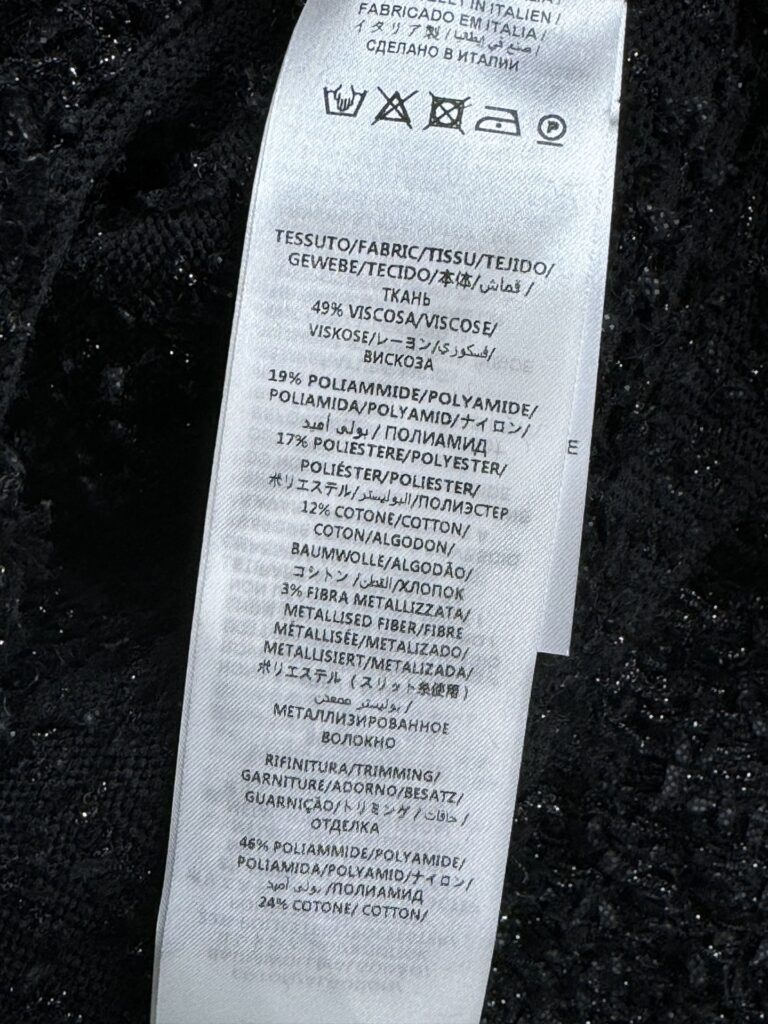 IN ITALIEN/
FABRICADO EM ITALIA/
イタリア製/صنع في إيطاليا/
СДЕЛАНО В ИТАЛИИ
P
TESSUTO/FABRIC/TISSU/TEJIDO/
GEWEBE/TECIDO/本体/قماش/
ТКАНЬ
49% VISCOSA/VISCOSE/
VISKOSE/レーヨン/فسكوزي/
ВИСКОЗА
19% POLIAMMIDE/POLYAMIDE/
POLIAMIDA/POLYAMID/ナイロン/
بولي أميد/ПОЛИАМИД
17% POLIESTERE/POLYESTER/
POLIÉSTER/POLIESTER/
ポリエステル/البوليستر/ПОЛИЭСТЕР
12% COTONE/COTTON/
COTON/ALGODON/
BAUMWOLLE/ALGODÃO/
コットン/القطن/ХЛОПОК
3% FIBRA METALLIZZATA/
METALLISED FIBER/FIBRE
MÉTALLISÉE/METALIZADO/
METALLISIERT/METALIZADA/
ポリエステル (スリット糸使用)
بوليستر ممعدن/
МЕТАЛЛИЗИРОВАННОЕ
ВОЛОКНО
RIFINITURA/TRIMMING/
GARNITURE/ADORNO/BESATZ/
GUARNIÇÃO/トリミング/حافات/
ОТДЕЛКА
46% POLIAMMIDE/POLYAMIDE/
POLIAMIDA/POLYAMID/ナイロン/
بولي أميد/ПОЛИАМИД
24% COTONE/ COTTON/
E